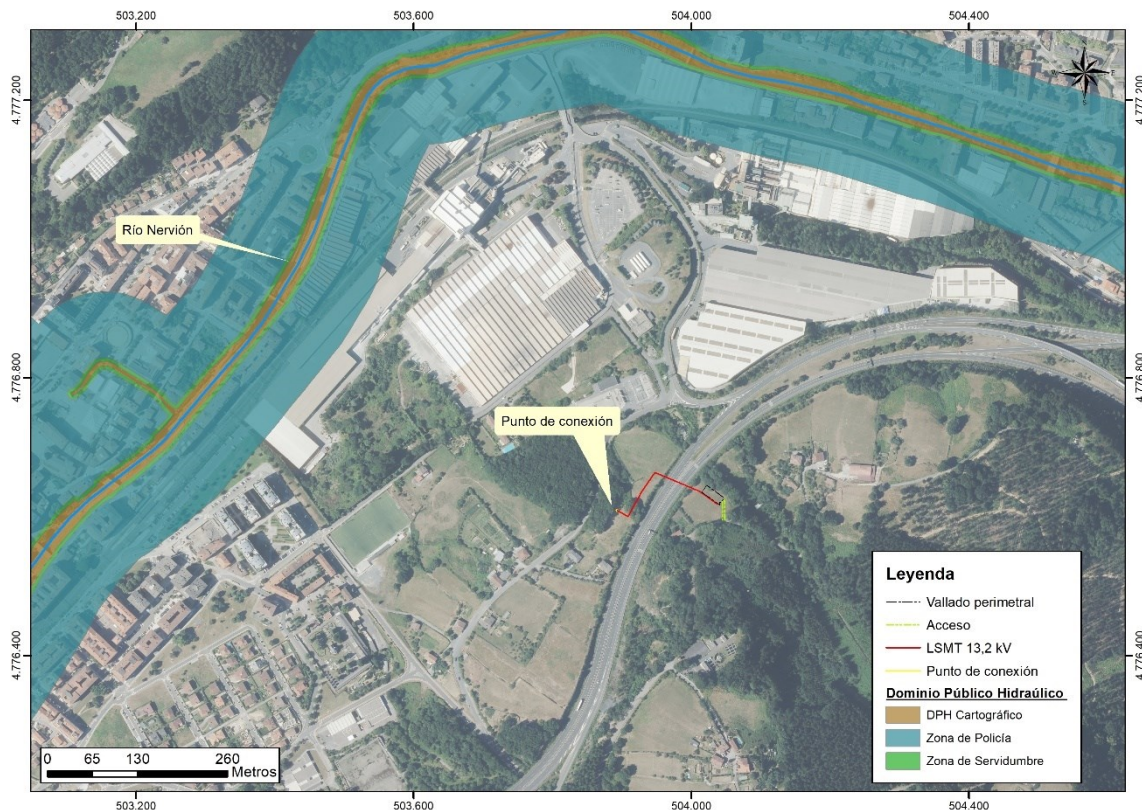 503.200 503.600 504.000 504.400
4.777.200 4.777.200
Río Nervión
4.776.800 4.776.800
Punto de conexión
4.776.400 4.776.400
Leyenda
Vallado perimetral
Acceso
LSMT 13,2 kV
Punto de conexión
Dominio Público Hidraúlico
DPH Cartográfico
Zona de Policía
Zona de Servidumbre
0 65 130 260
Metros
503.200 503.600 504.000 504.400